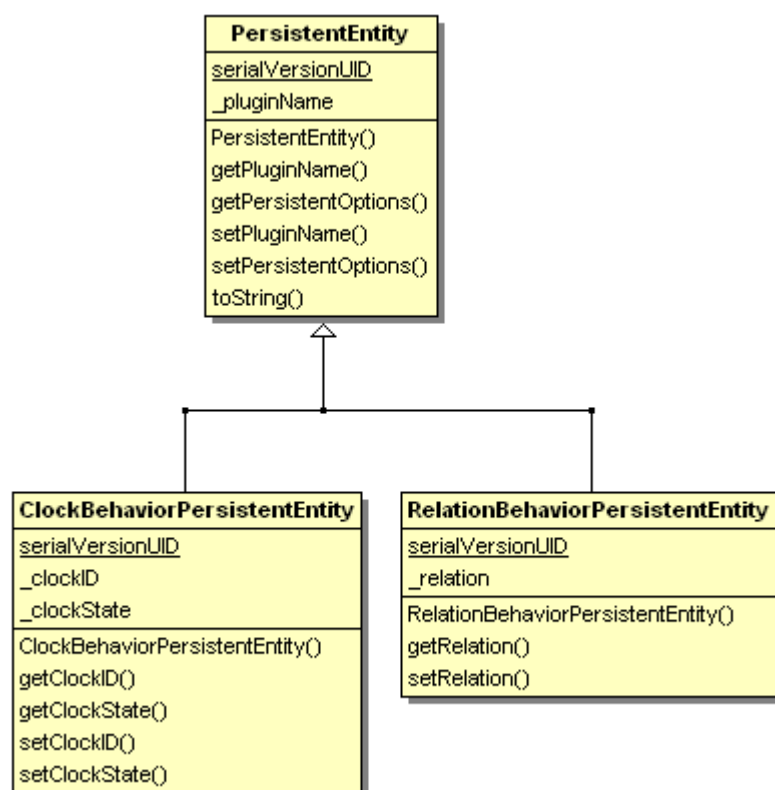 PersistentEntity
serialVersionUID
_pluginName
PersistentEntity()
getPluginName()
getPersistentOptions()
setPluginName()
setPersistentOptions()
toString()
ClockBehaviorPersistentEntity
serialVersionUID
_clockID
_clockState
ClockBehaviorPersistentEntity()
getClockID()
getClockState()
setClockID()
setClockState()
RelationBehaviorPersistentEntity
serialVersionUID
_relation
RelationBehaviorPersistentEntity()
getRelation()
setRelation()